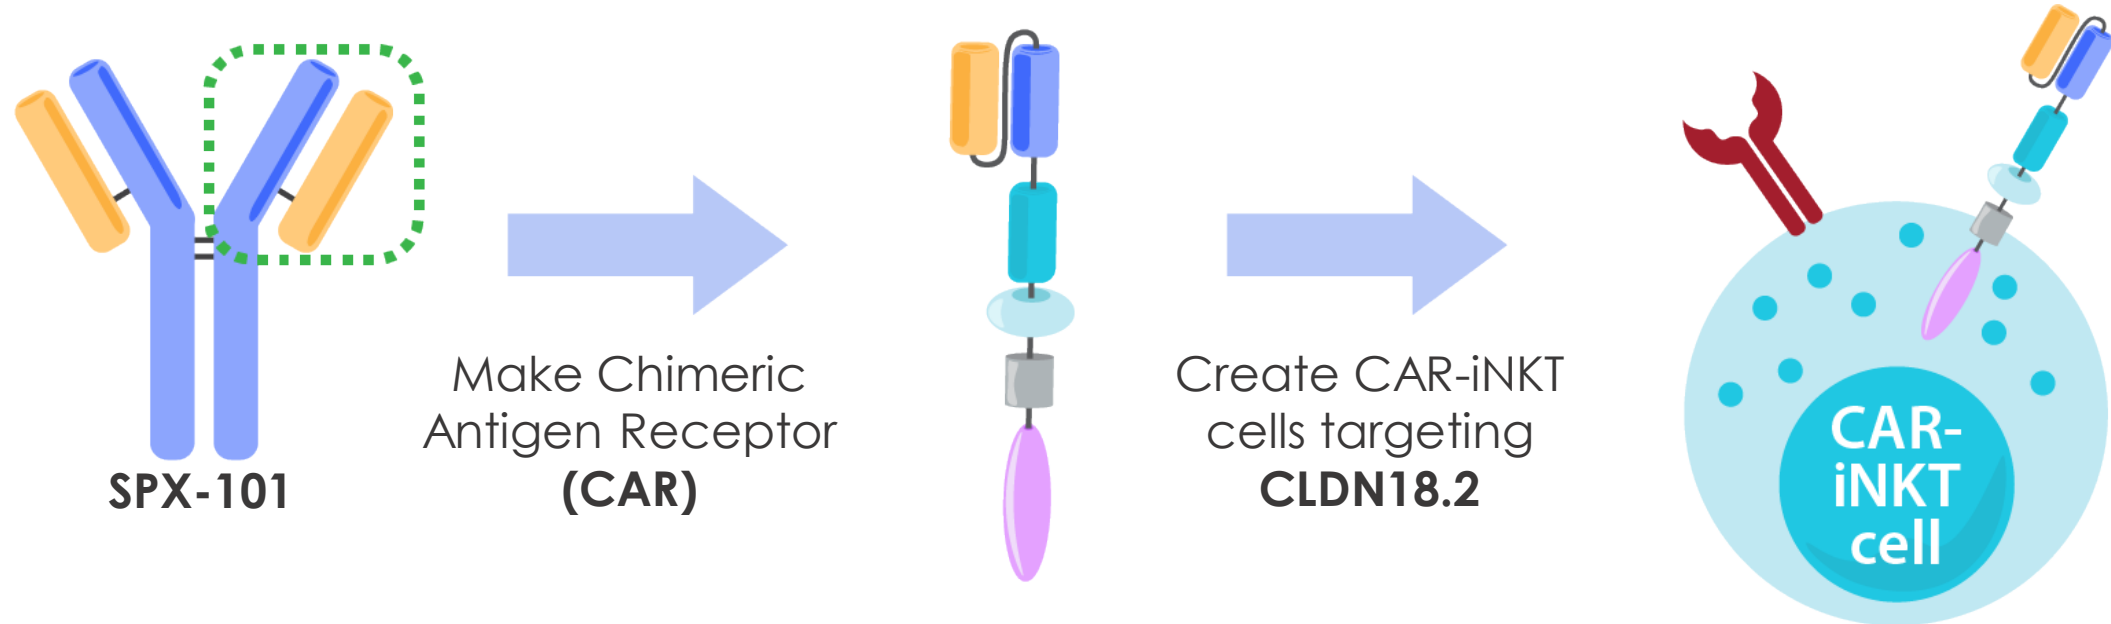 SPX-101
Make Chimeric
Antigen Receptor
(CAR)
Create CAR-iNKT
cells targeting
CLDN18.2
CAR-
iNKT
cell